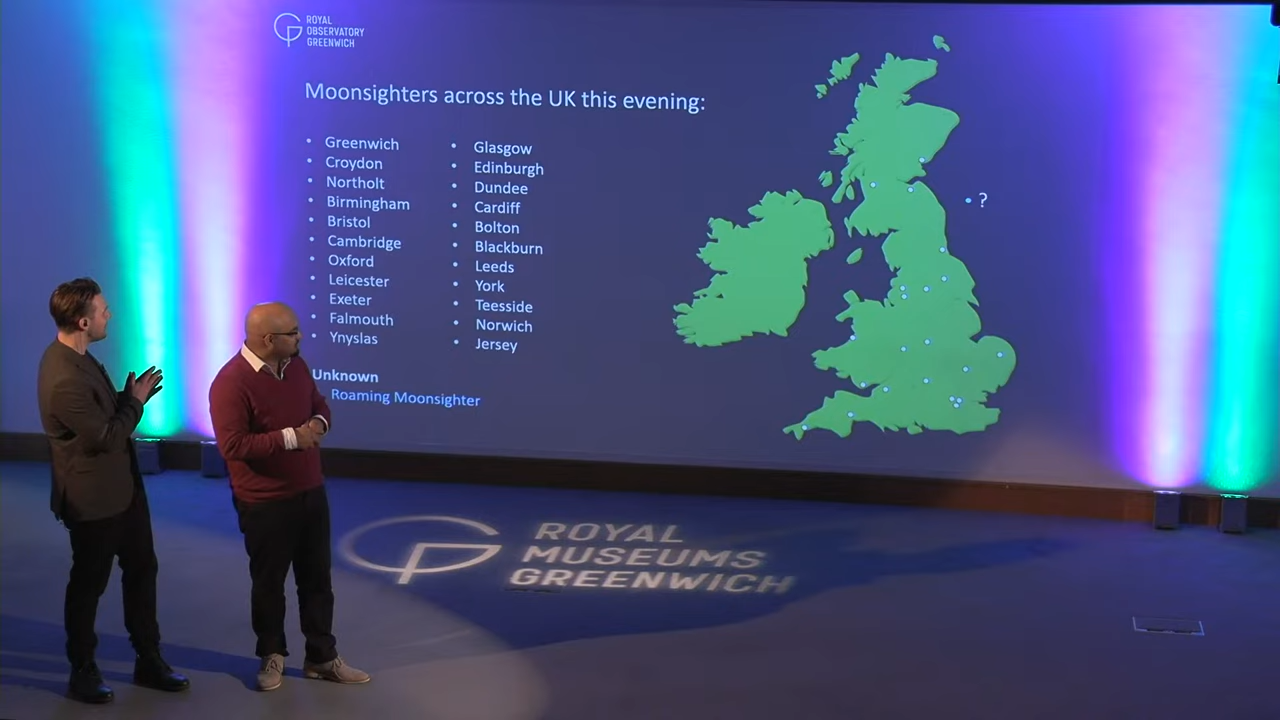 ROYAL
OBSERVATORY
GREENWICH
Moonsighters across the UK this evening:
• Greenwich
• Croydon
• Northolt
• Birmingham
• Bristol
• Cambridge
• Oxford
• Leicester
• Exeter
• Falmouth
• Ynyslas
• Glasgow
• Edinburgh
• Dundee
• Cardiff
• Bolton
• Blackburn
• Leeds
• York
• Teesside
• Norwich
• Jersey
Unknown
Roaming Moonsighter
?
ROYAL
MUSEUMS
GREENWICH